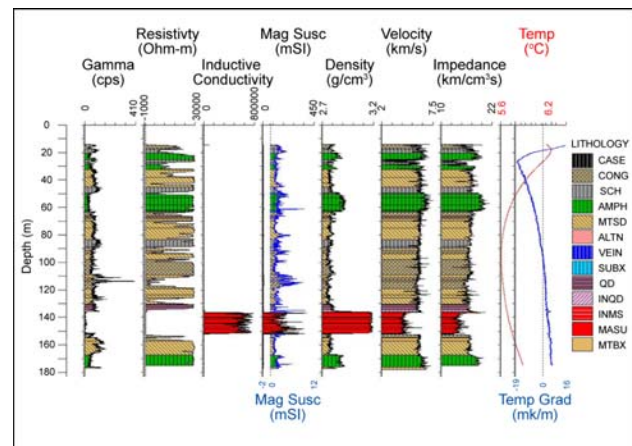 Resistivty
(Ohm-m)
Mag Susc
(mSI)
Velocity
(km/s)
Temp
(°C)
Gamma
(cps)
Inductive
Conductivity
Density
(g/cm³)
Impedance
(km/cm³s)
0
410
-1000
30000
0
600000
0
450
2.7
3.2
2
7.5
10
22
5.6
6.2
Depth (m)
0
20
40
60
80
100
120
140
160
180
LITHOLOGY
CASE
CONG
SCH
AMPH
MTSD
ALTN
VEIN
SUBX
QD
INQD
INMS
MASU
MTBX
-2
0
12
Mag Susc
(mSI)
-19
0
16
Temp Grad
(mk/m)